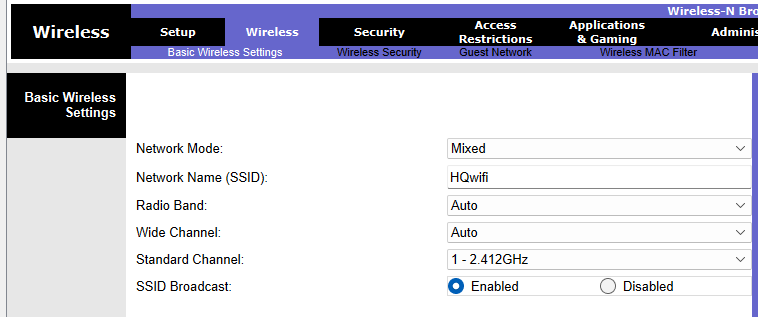 Wireless-N Bro
Wireless
Setup Wireless Security Access Restrictions Applications & Gaming Adminis
Basic Wireless Settings Wireless Security Guest Network Wireless MAC Filter
Basic Wireless
Settings
Network Mode: Mixed
Network Name (SSID): HQwifi
Radio Band: Auto
Wide Channel: Auto
Standard Channel: 1 - 2.412GHz
SSID Broadcast: Enabled Disabled